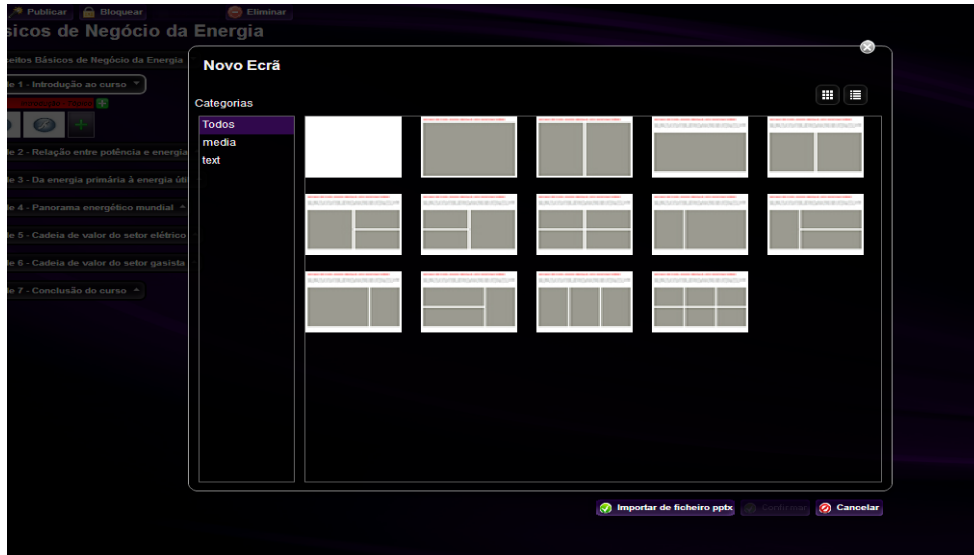 Publicar Bloquear Eliminar
sicos de Negócio da Energia
eitos Básicos de Negócio da Energia
e 1 - Introdução ao curso
e 2 - Relação entre potência e energia
e 3 - Da energia primária à energia úti
e 4 - Panorama energético mundial
e 5 - Cadeia de valor do setor elétrico
e 6 - Cadeia de valor do setor gasista
e 7 - Conclusão do curso
Novo Ecrã
Categorias
Todos
media
text
Importar de ficheiro pptx Confirmar Cancelar